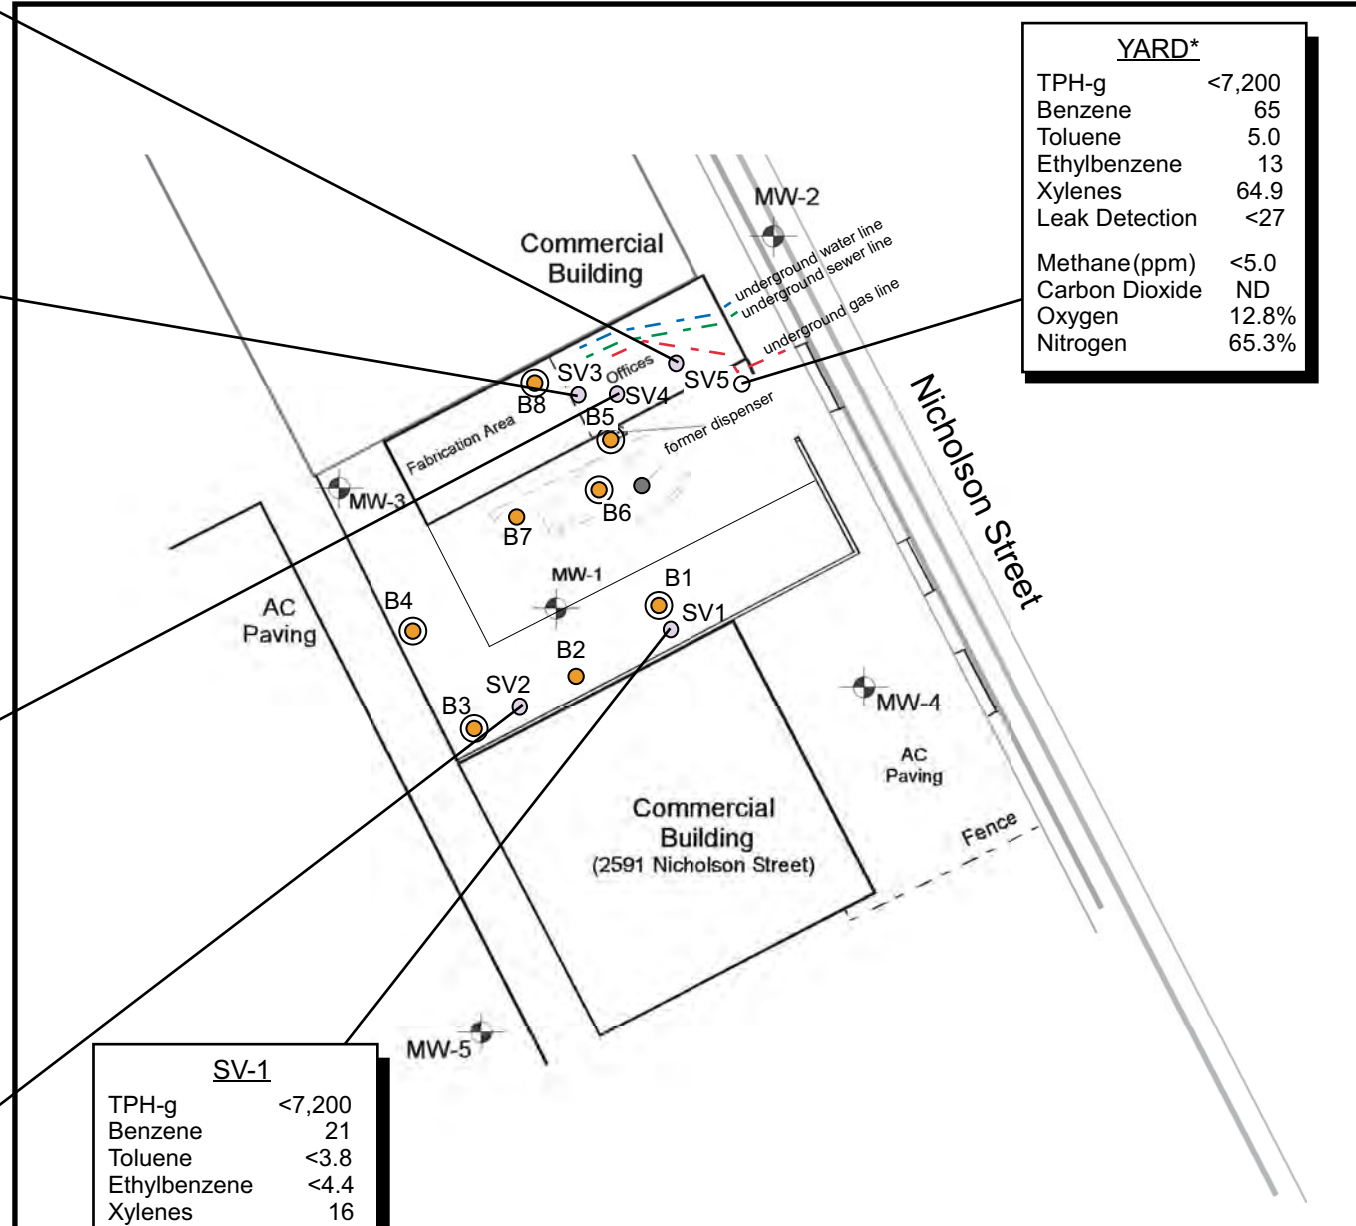 YARD*
TPH-g <7,200
Benzene 65
Toluene 5.0
Ethylbenzene 13
Xylenes 64.9
Leak Detection <27
Methane (ppm) <5.0
Carbon Dioxide ND
Oxygen 12.8%
Nitrogen 65.3%
MW-2
Commercial
Building
underground water line
underground sewer line
underground gas line
Offices
SV3
SV4
SV5
B8
B5
Fabrication Area
former dispenser
Nicholson Street
MW-3
B6
B7
MW-1
B1
SV1
B4
AC
Paving
B2
SV2
B3
MW-4
AC
Paving
Commercial
Building
(2591 Nicholson Street)
Fence
MW-5
SV-1
TPH-g <7,200
Benzene 21
Toluene <3.8
Ethylbenzene <4.4
Xylenes 16